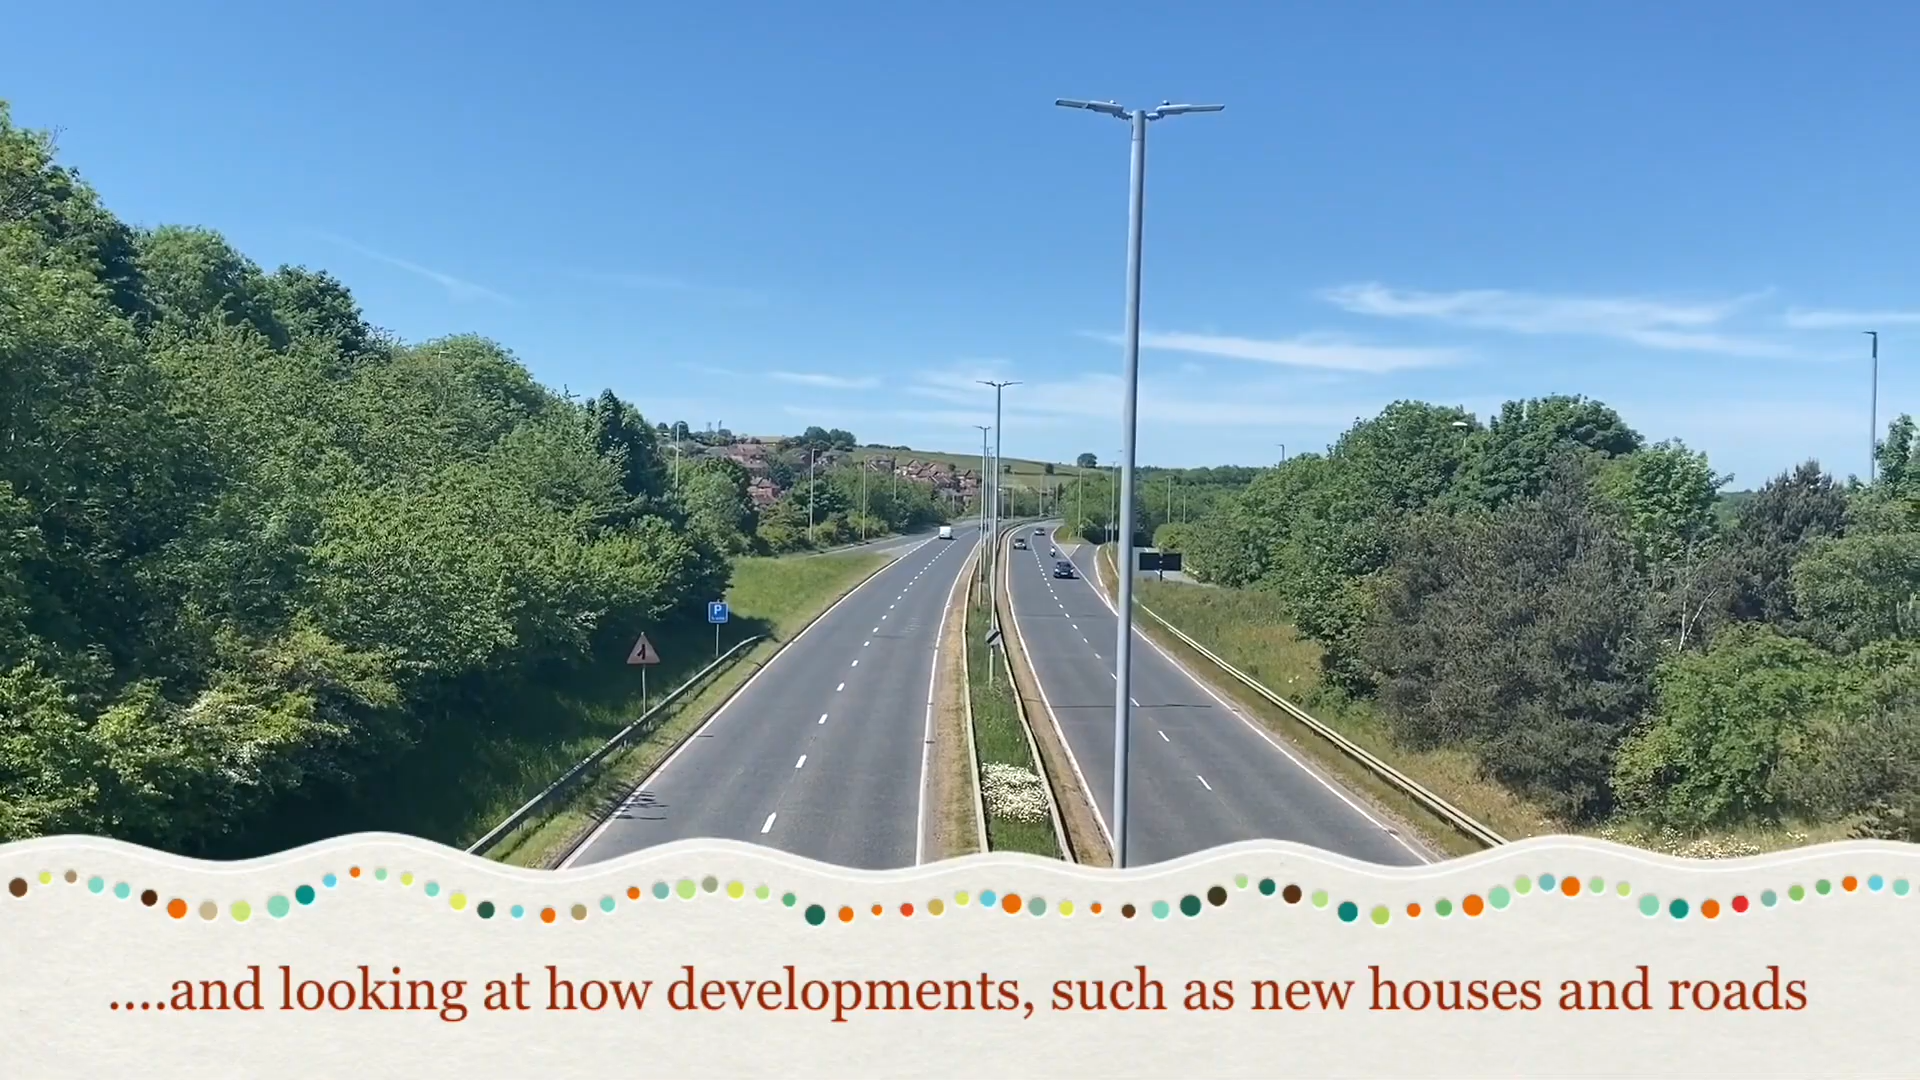 P
....and looking at how developments, such as new houses and roads